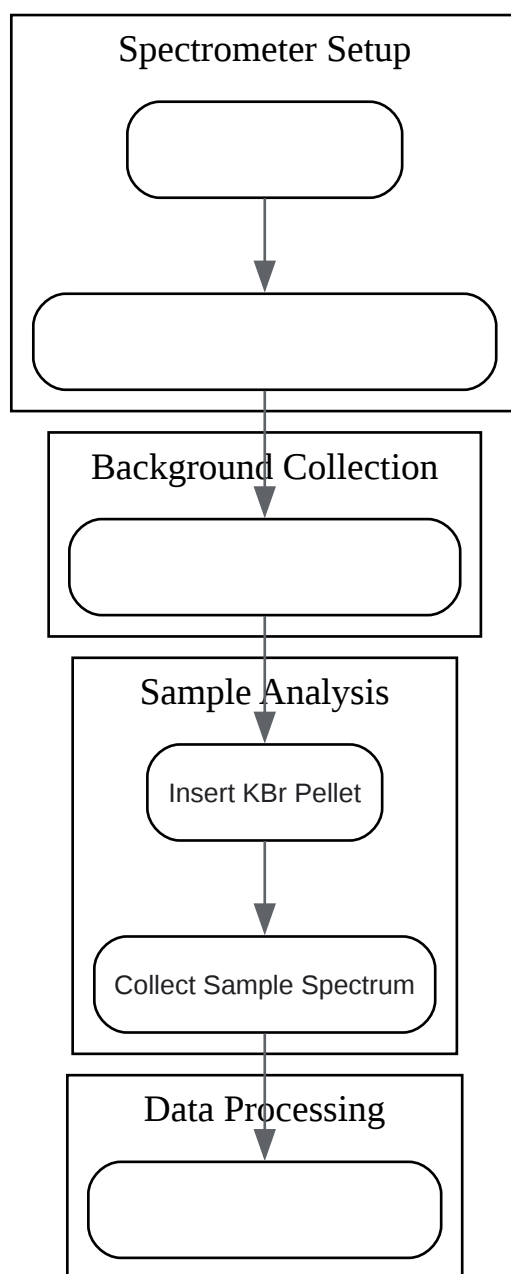 Spectrometer Setup
Background Collection
Sample Analysis
Insert KBr Pellet
Collect Sample Spectrum
Data Processing